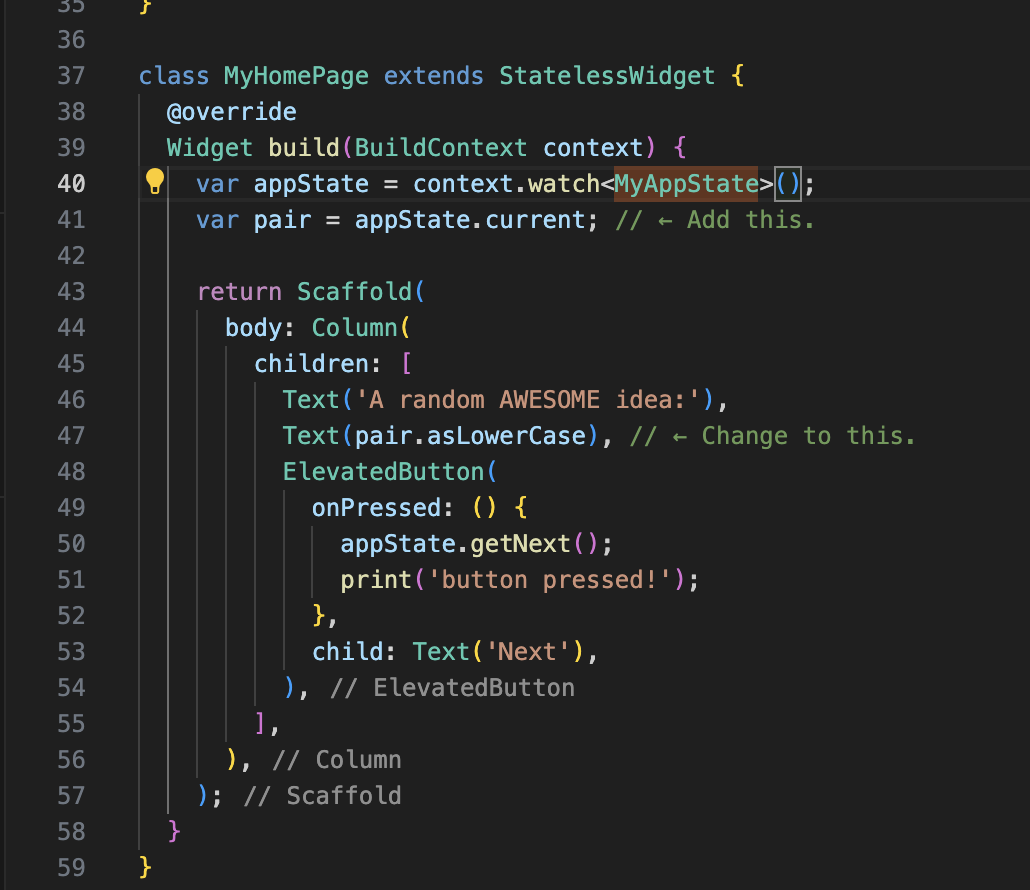 35 }
36
37 class MyHomePage extends StatelessWidget {
38 @override
39 Widget build(BuildContext context) {
40 var appState = context.watch<MyAppState>();
41 var pair = appState.current; // ← Add this.
42
43 return Scaffold(
44 body: Column(
45 children: [
46 Text('A random AWESOME idea:'),
47 Text(pair.asLowerCase), // ← Change to this.
48 ElevatedButton(
49 onPressed: () {
50 appState.getNext();
51 print('button pressed!');
52 },
53 child: Text('Next'),
54 ), // ElevatedButton
55 ],
56 ), // Column
57 ); // Scaffold
58 }
59 }